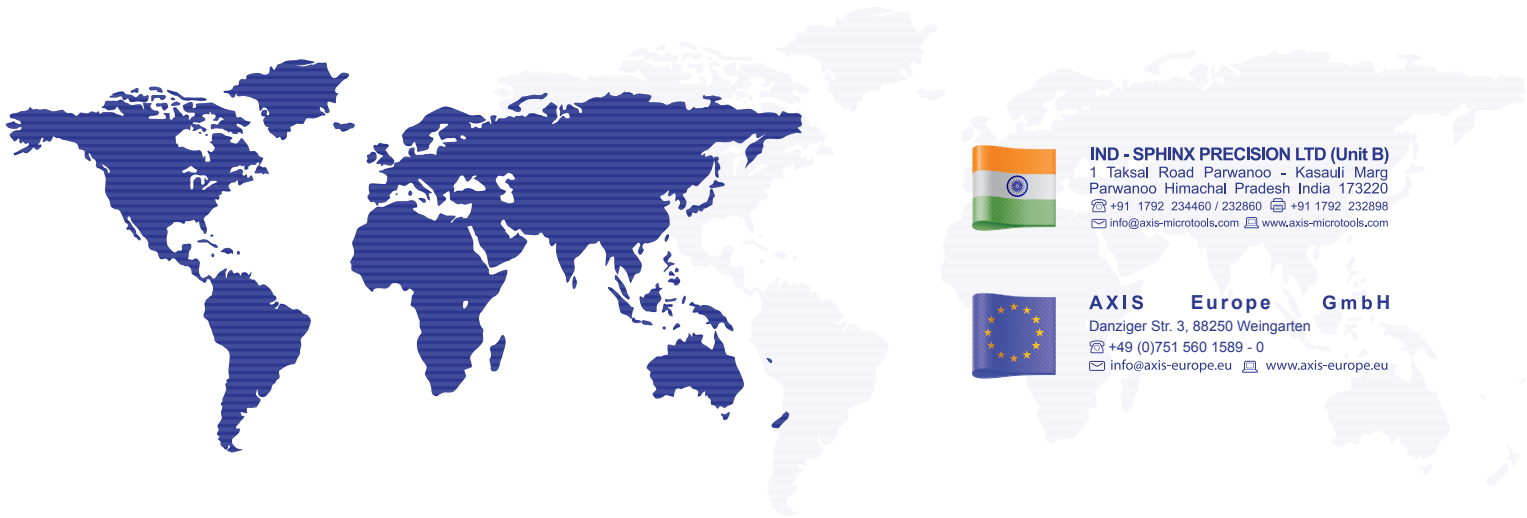 IND - SPHINX PRECISION LTD (Unit B)
1 Taksal Road Parwanoo - Kasauli Marg
Parwanoo Himachal Pradesh India 173220
+91 1792 234460 / 232860 +91 1792 232898
info@axis-microtools.com www.axis-microtools.com
AXIS Europe GmbH
Danziger Str. 3, 88250 Weingarten
+49 (0)751 560 1589 - 0
info@axis-europe.eu www.axis-europe.eu